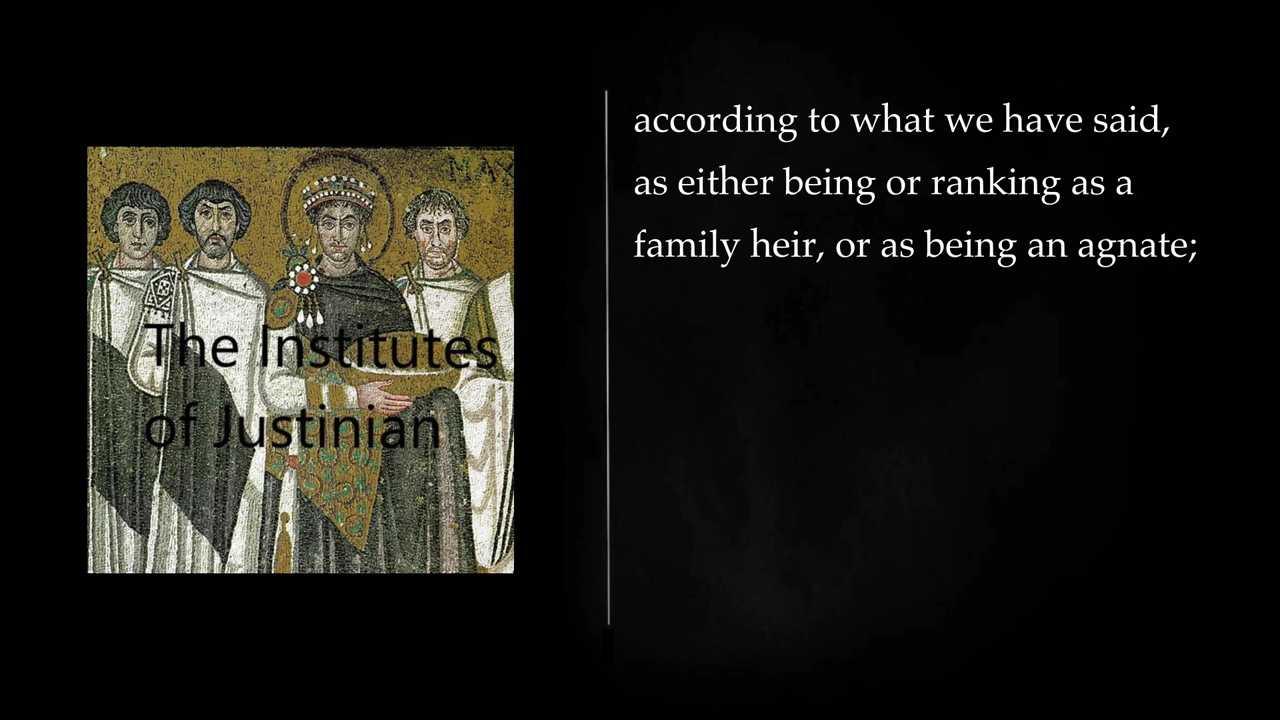 MAX
The Institutes
of Justinian
according to what we have said,
as either being or ranking as a
family heir, or as being an agnate;